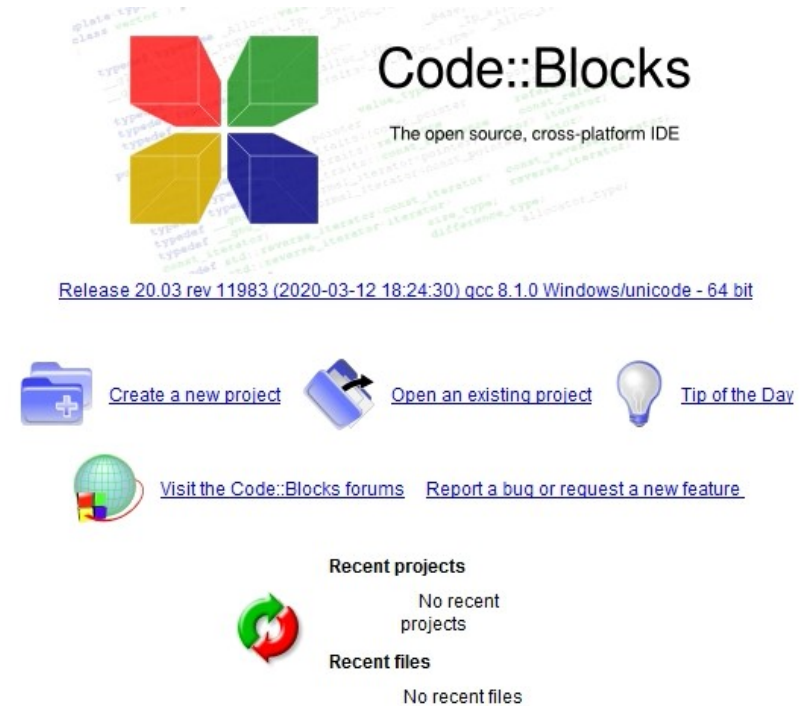 Code::Blocks
The open source, cross-platform IDE
Release 20.03 rev 11983 (2020-03-12 18:24:30) gcc 8.1.0 Windows/unicode - 64 bit
Create a new project Open an existing project Tip of the Day
Visit the Code::Blocks forums Report a bug or request a new feature
Recent projects
No recent
projects
Recent files
No recent files